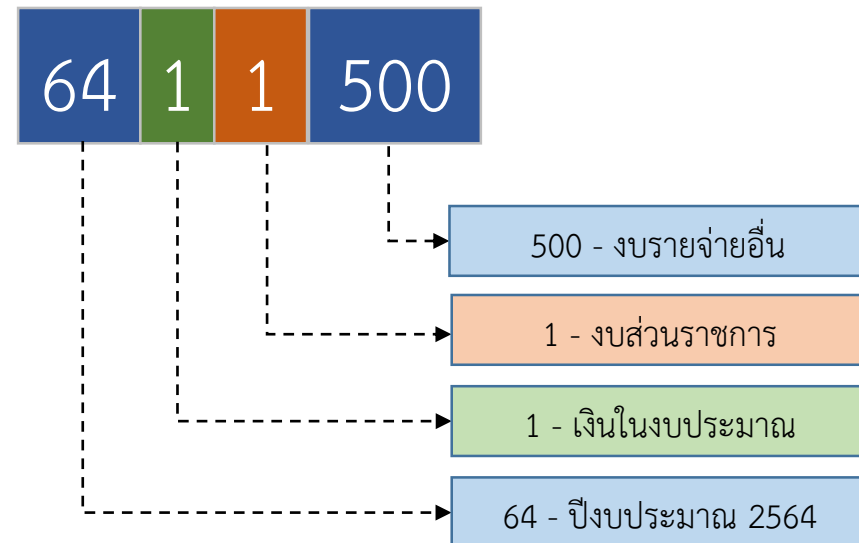 64 1 1 500
500 - งบรายจ่ายอื่น
1 - งบส่วนราชการ
1 - เงินในงบประมาณ
64 - ปีงบประมาณ 2564